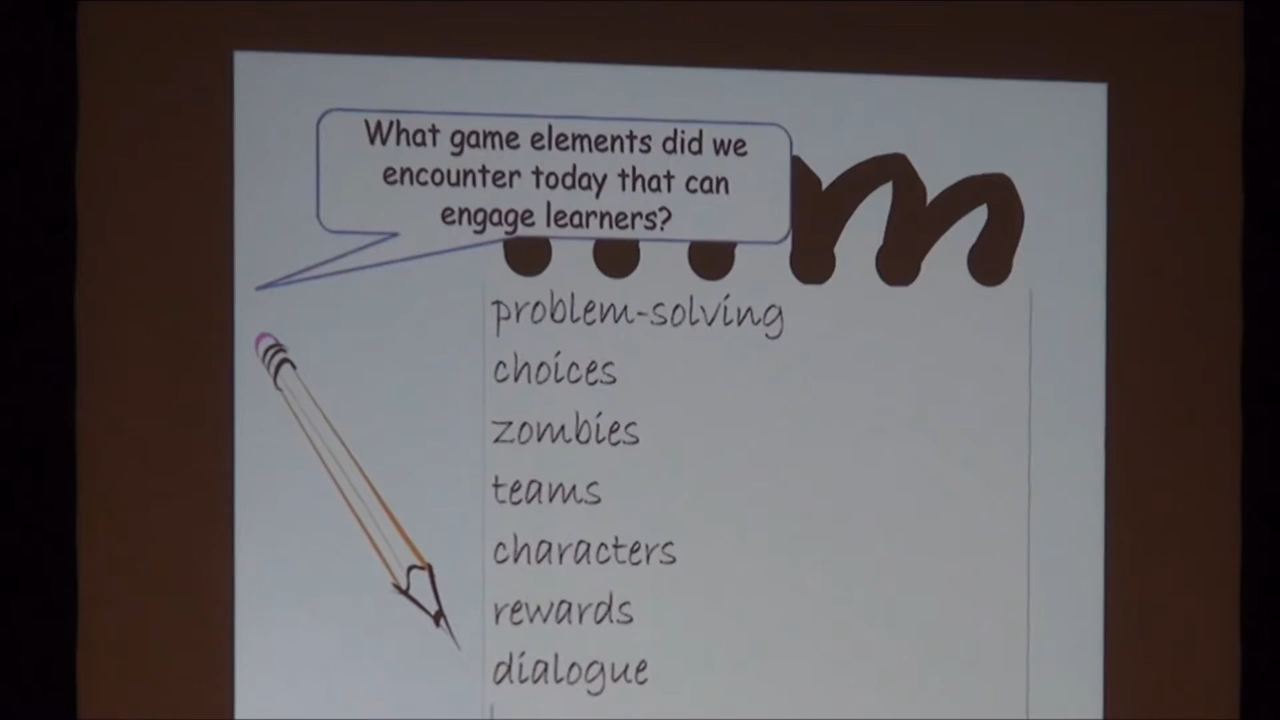 What game elements did we
encounter today that can
engage learners?
problem-solving
choices
zombies
teams
characters
rewards
dialogue